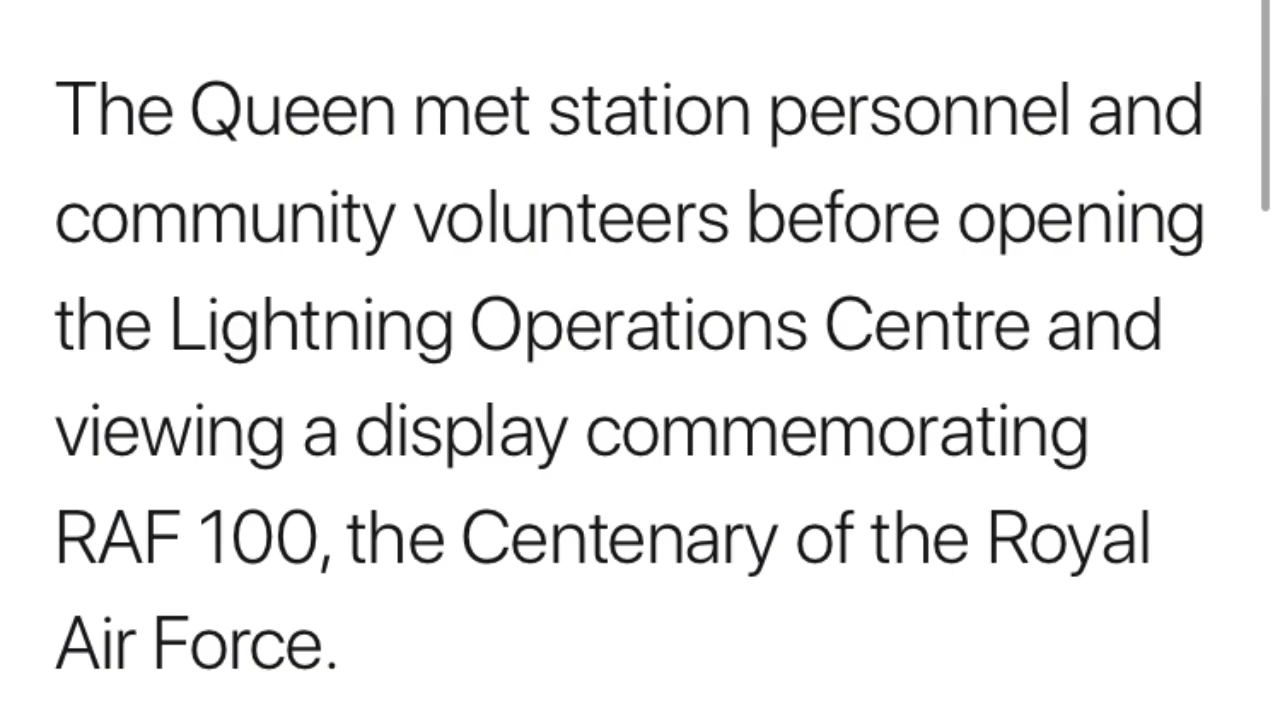 The Queen met station personnel and
community volunteers before opening
the Lightning Operations Centre and
viewing a display commemorating
RAF 100, the Centenary of the Royal
Air Force.